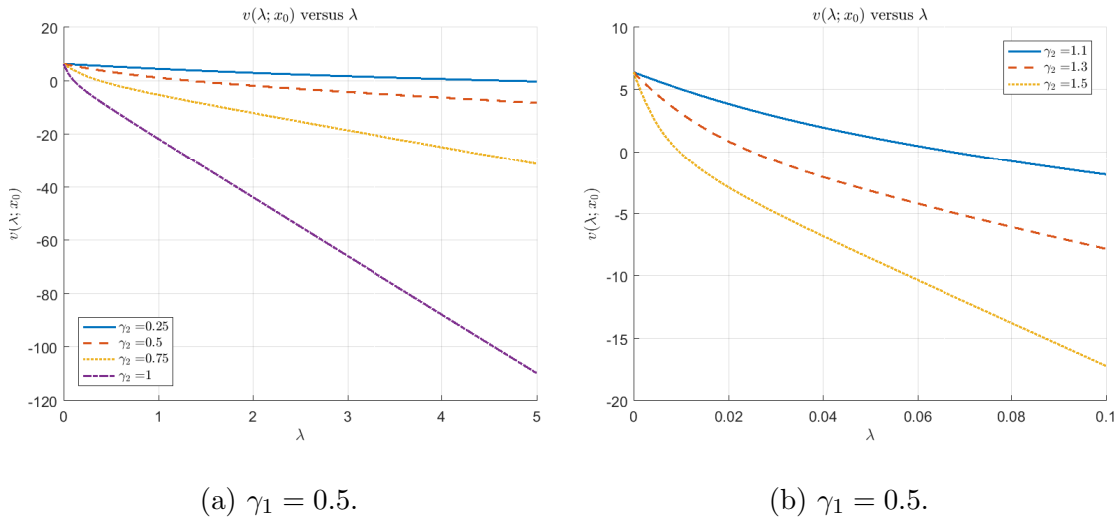 v(λ; x₀) versus λ
20
0
-20
-40
-60
-80
-100
-120
v(λ; x₀)
γ₂ =0.25
γ₂ =0.5
γ₂ =0.75
γ₂ =1
0 1 2 3 4 5
λ
(a) γ₁ = 0.5.
v(λ; x₀) versus λ
10
5
0
-5
-10
-15
-20
v(λ; x₀)
γ₂ =1.1
γ₂ =1.3
γ₂ =1.5
0 0.02 0.04 0.06 0.08 0.1
λ
(b) γ₁ = 0.5.